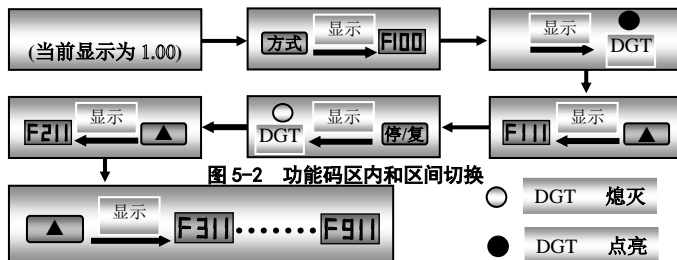 (当前显示为 1.00)
方式 显示 F100
显示 DGT
F211 显示 ▲
DGT 显示 停/复
F111 显示 ▲
图 5-2 功能码区内和区间切换
▲ 显示 F311·······F911
DGT 熄灭
DGT 点亮